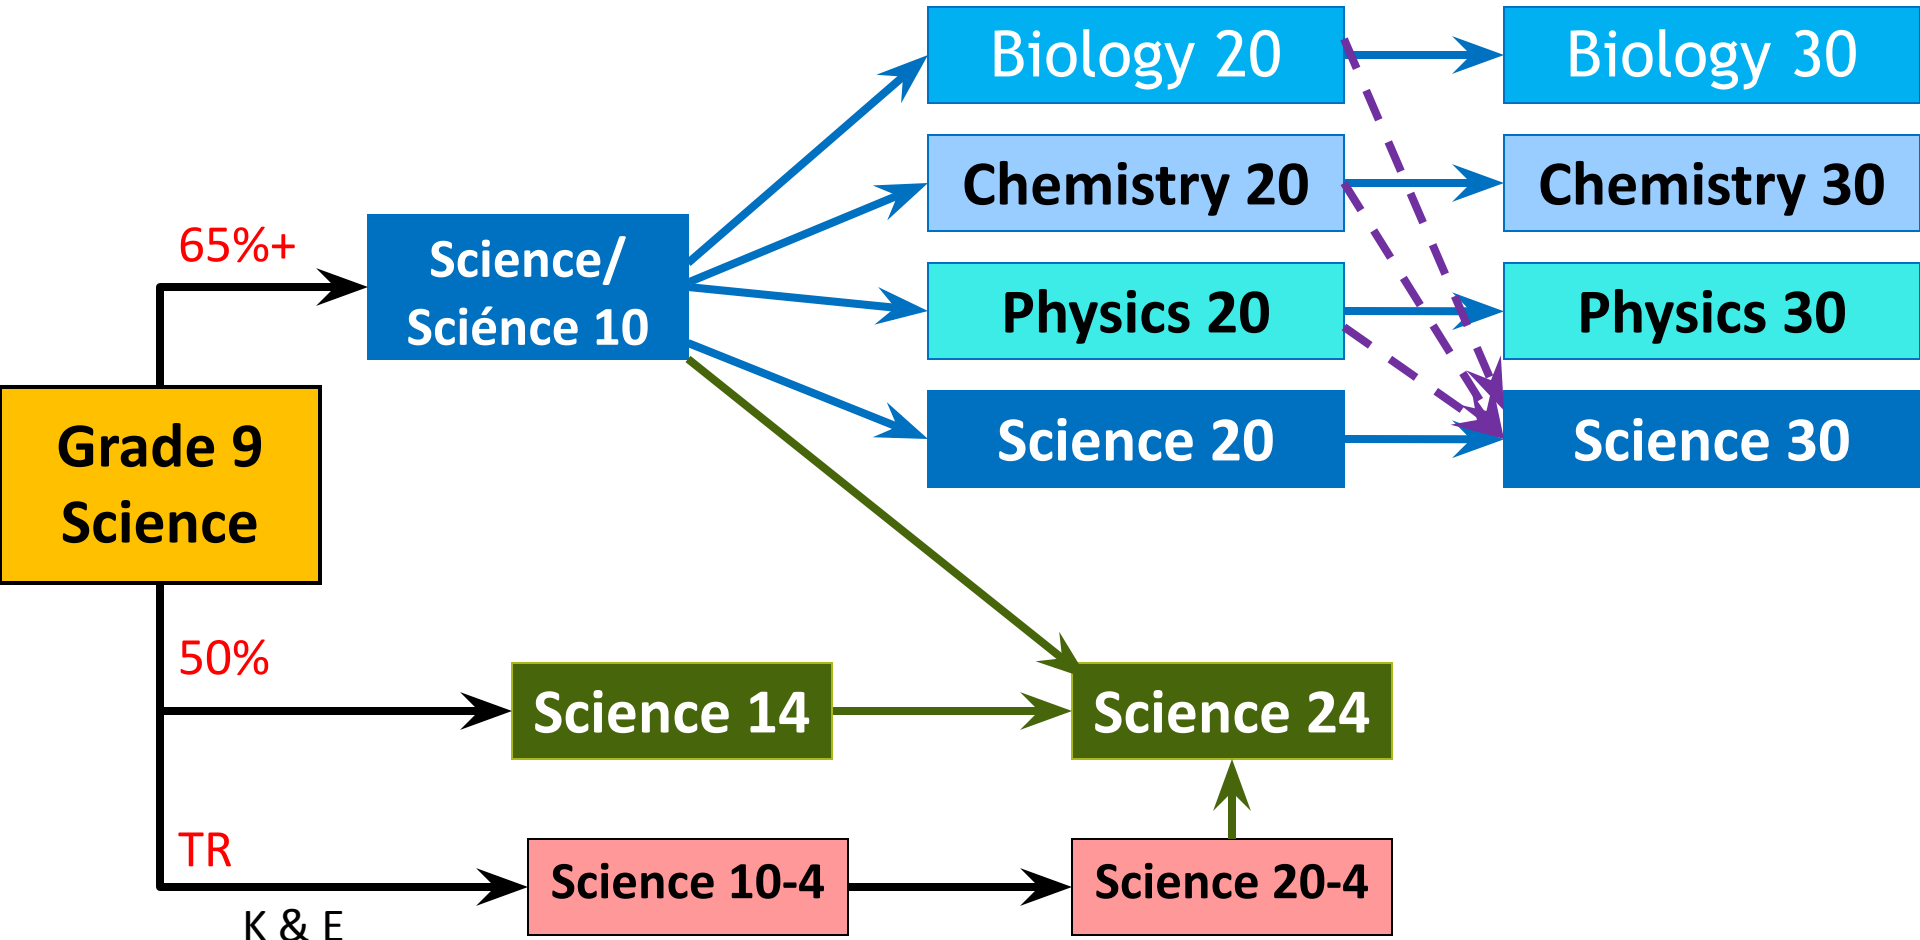 Biology 20
Biology 30
Chemistry 20
Chemistry 30
65%+
Science/
Sciénce 10
Physics 20
Physics 30
Grade 9
Science
Science 20
Science 30
50%
Science 14
Science 24
TR
Science 10-4
Science 20-4
K & E